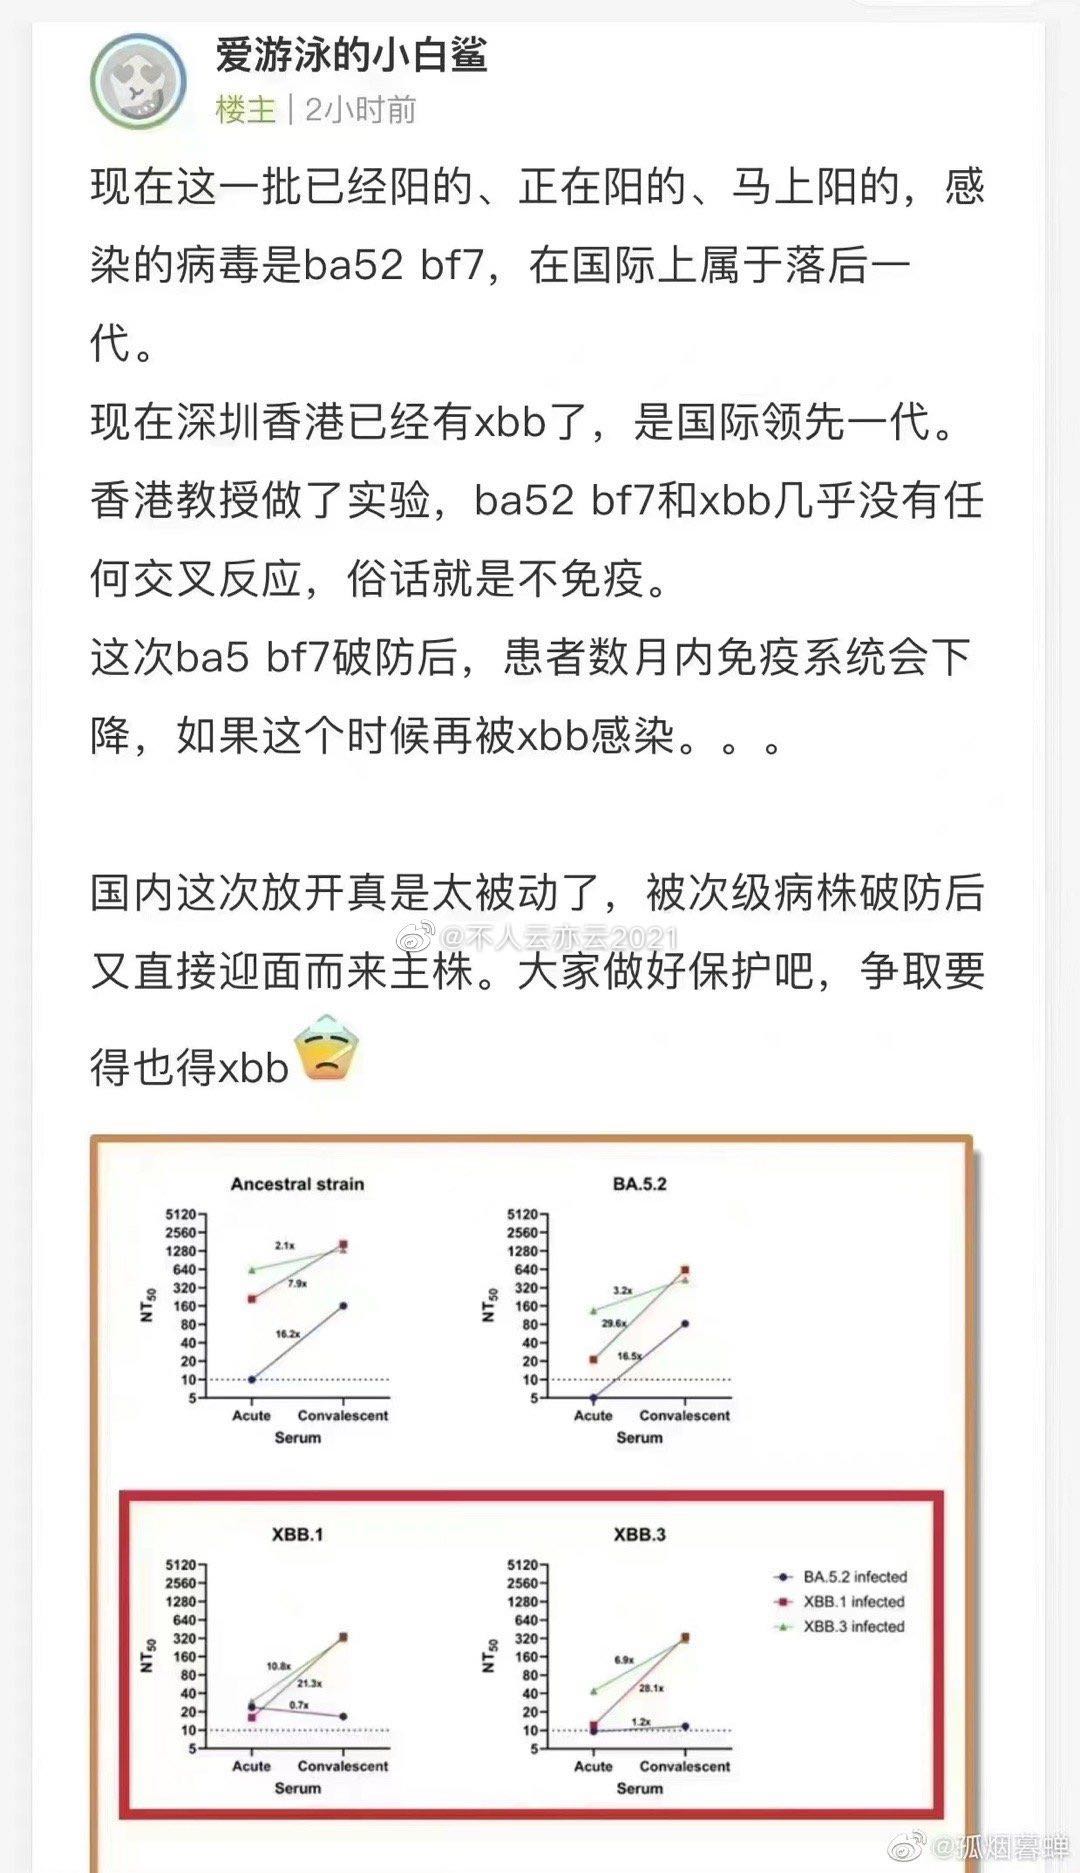 爱游泳的小白鲨
楼主 | 2小时前
现在这一批已经阳的、正在阳的、马上阳的，感
染的病毒是ba52 bf7，在国际上属于落后一
代。
现在深圳香港已经有xbb了，是国际领先一代。
香港教授做了实验，ba52 bf7和xbb几乎没有任
何交叉反应，俗话就是不免疫。
这次ba5 bf7破防后，患者数月内免疫系统会下
降，如果这个时候再被xbb感染。。。
国内这次放开真是太被动了，被次级病株破防后
@不人云亦云2021
又直接迎面而来主株。大家做好保护吧，争取要
得也得xbb
Ancestral strain
5120
2560
1280
640
320
160
80
40
20
10
5
NT50
2.1x
7.9x
16.2x
Acute Convalescent
Serum
BA.5.2
5120
2560
1280
640
320
160
80
40
20
10
5
NT50
3.2x
29.6x
16.5x
Acute Convalescent
Serum
XBB.1
5120
2560
1280
640
320
160
80
40
20
10
5
NT50
10.8x
21.3x
0.7x
Acute Convalescent
Serum
XBB.3
5120
2560
1280
640
320
160
80
40
20
10
5
NT50
6.9x
28.1x
1.2x
Acute Convalescent
Serum
BA.5.2 infected
XBB.1 infected
XBB.3 infected
@孤烟暮蝉